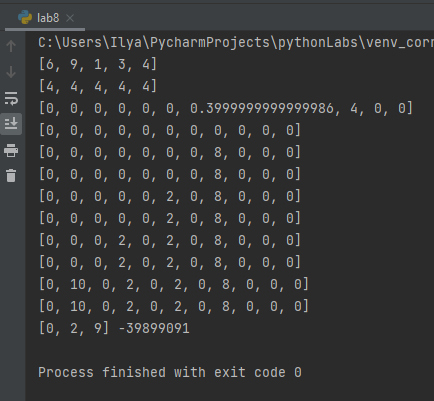 lab8
C:\Users\Ilya\PycharmProjects\pythonLabs\venv_corr
[6, 9, 1, 3, 4]
[4, 4, 4, 4, 4]
[0, 0, 0, 0, 0, 0, 0.3999999999999986, 4, 0, 0]
[0, 0, 0, 0, 0, 0, 0, 0, 0, 0, 0]
[0, 0, 0, 0, 0, 0, 0, 8, 0, 0, 0]
[0, 0, 0, 0, 0, 0, 0, 8, 0, 0, 0]
[0, 0, 0, 0, 0, 2, 0, 8, 0, 0, 0]
[0, 0, 0, 0, 0, 2, 0, 8, 0, 0, 0]
[0, 0, 0, 2, 0, 2, 0, 8, 0, 0, 0]
[0, 0, 0, 2, 0, 2, 0, 8, 0, 0, 0]
[0, 10, 0, 2, 0, 2, 0, 8, 0, 0, 0]
[0, 10, 0, 2, 0, 2, 0, 8, 0, 0, 0]
[0, 2, 9] -39899091
Process finished with exit code 0